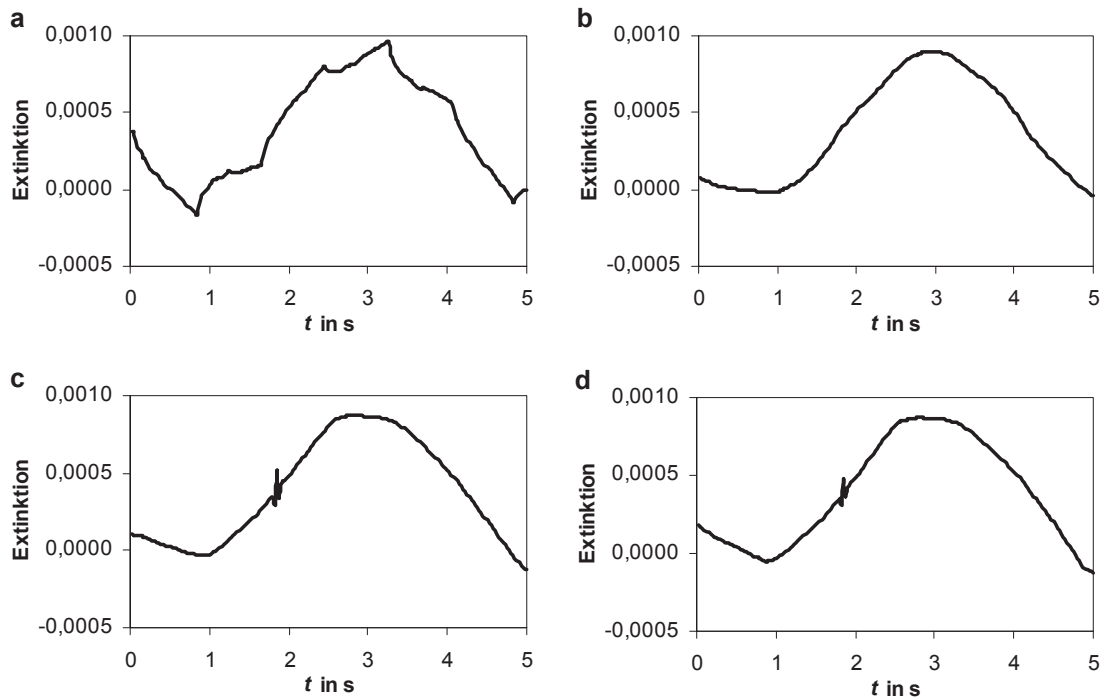 a
0,0010
0,0005
0,0000
-0,0005
Extinktion
0 1 2 3 4 5
t in s
b
0,0010
0,0005
0,0000
-0,0005
Extinktion
0 1 2 3 4 5
t in s
c
0,0010
0,0005
0,0000
-0,0005
Extinktion
0 1 2 3 4 5
t in s
d
0,0010
0,0005
0,0000
-0,0005
Extinktion
0 1 2 3 4 5
t in s